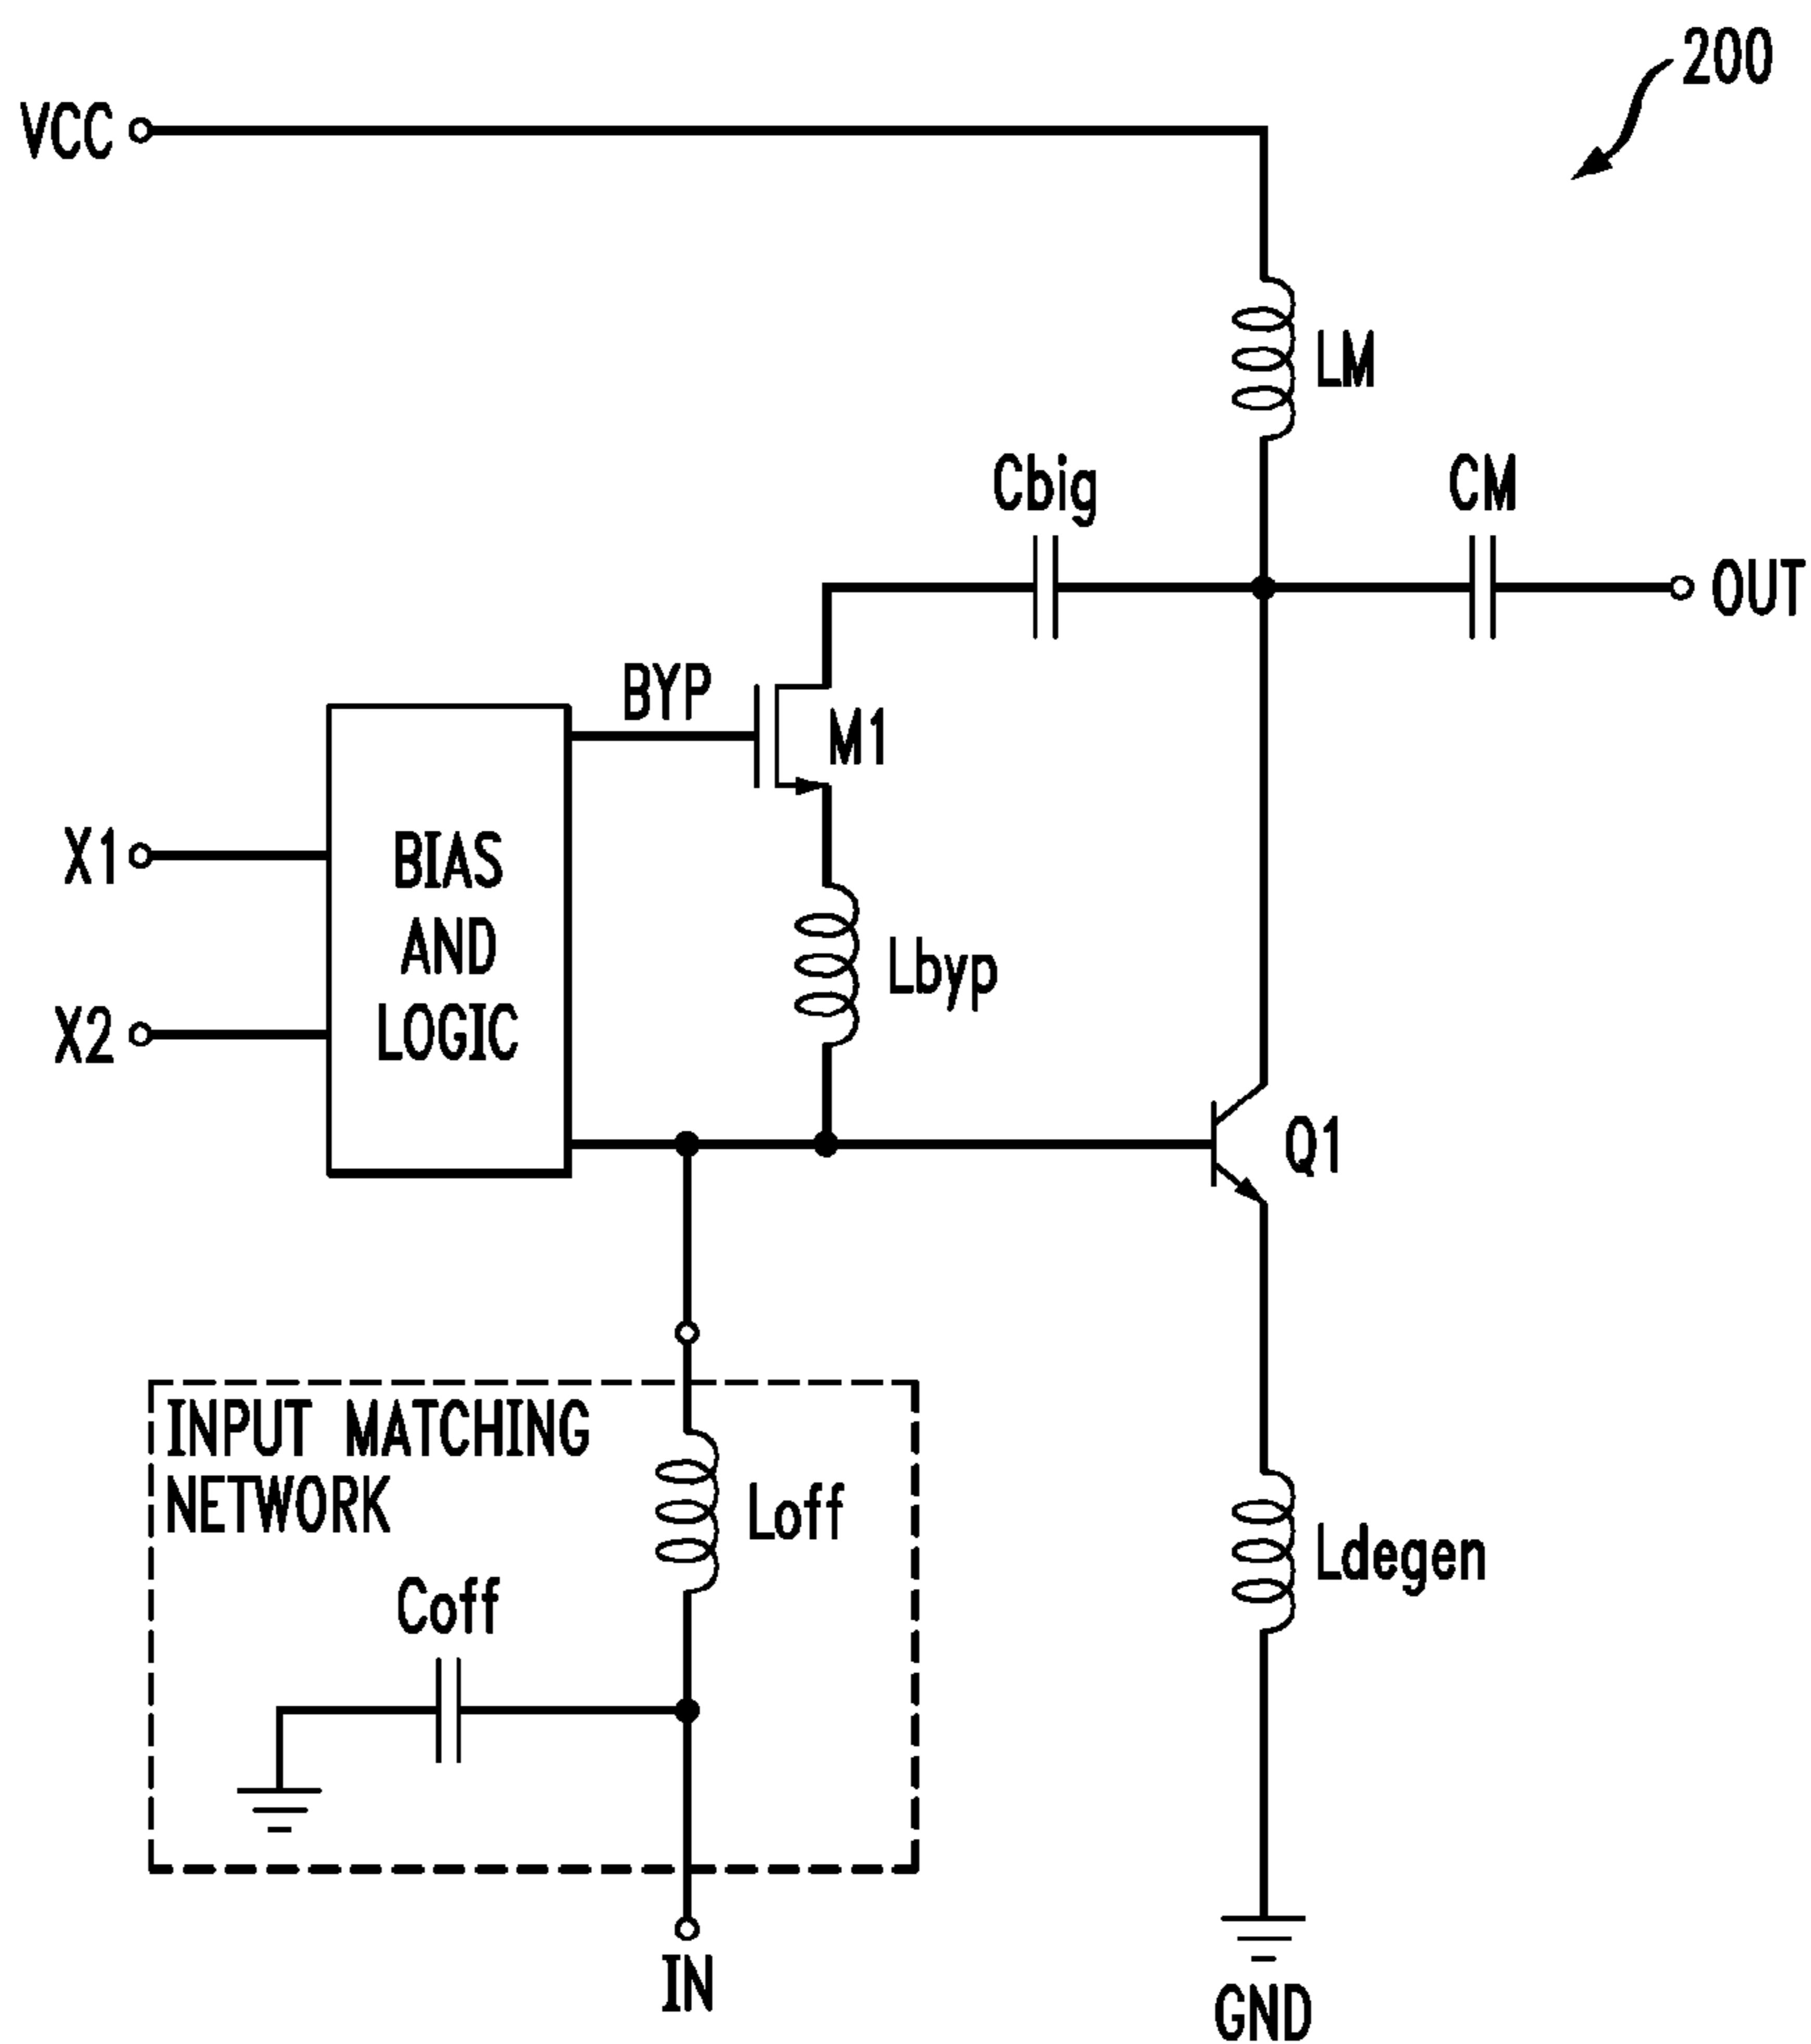 200
VCC
LM
Cbig
CM
OUT
BYP
M1
X1
BIAS
AND
LOGIC
Lbyp
X2
Q1
INPUT MATCHING
NETWORK
Loff
Ldegen
Coff
IN
GND